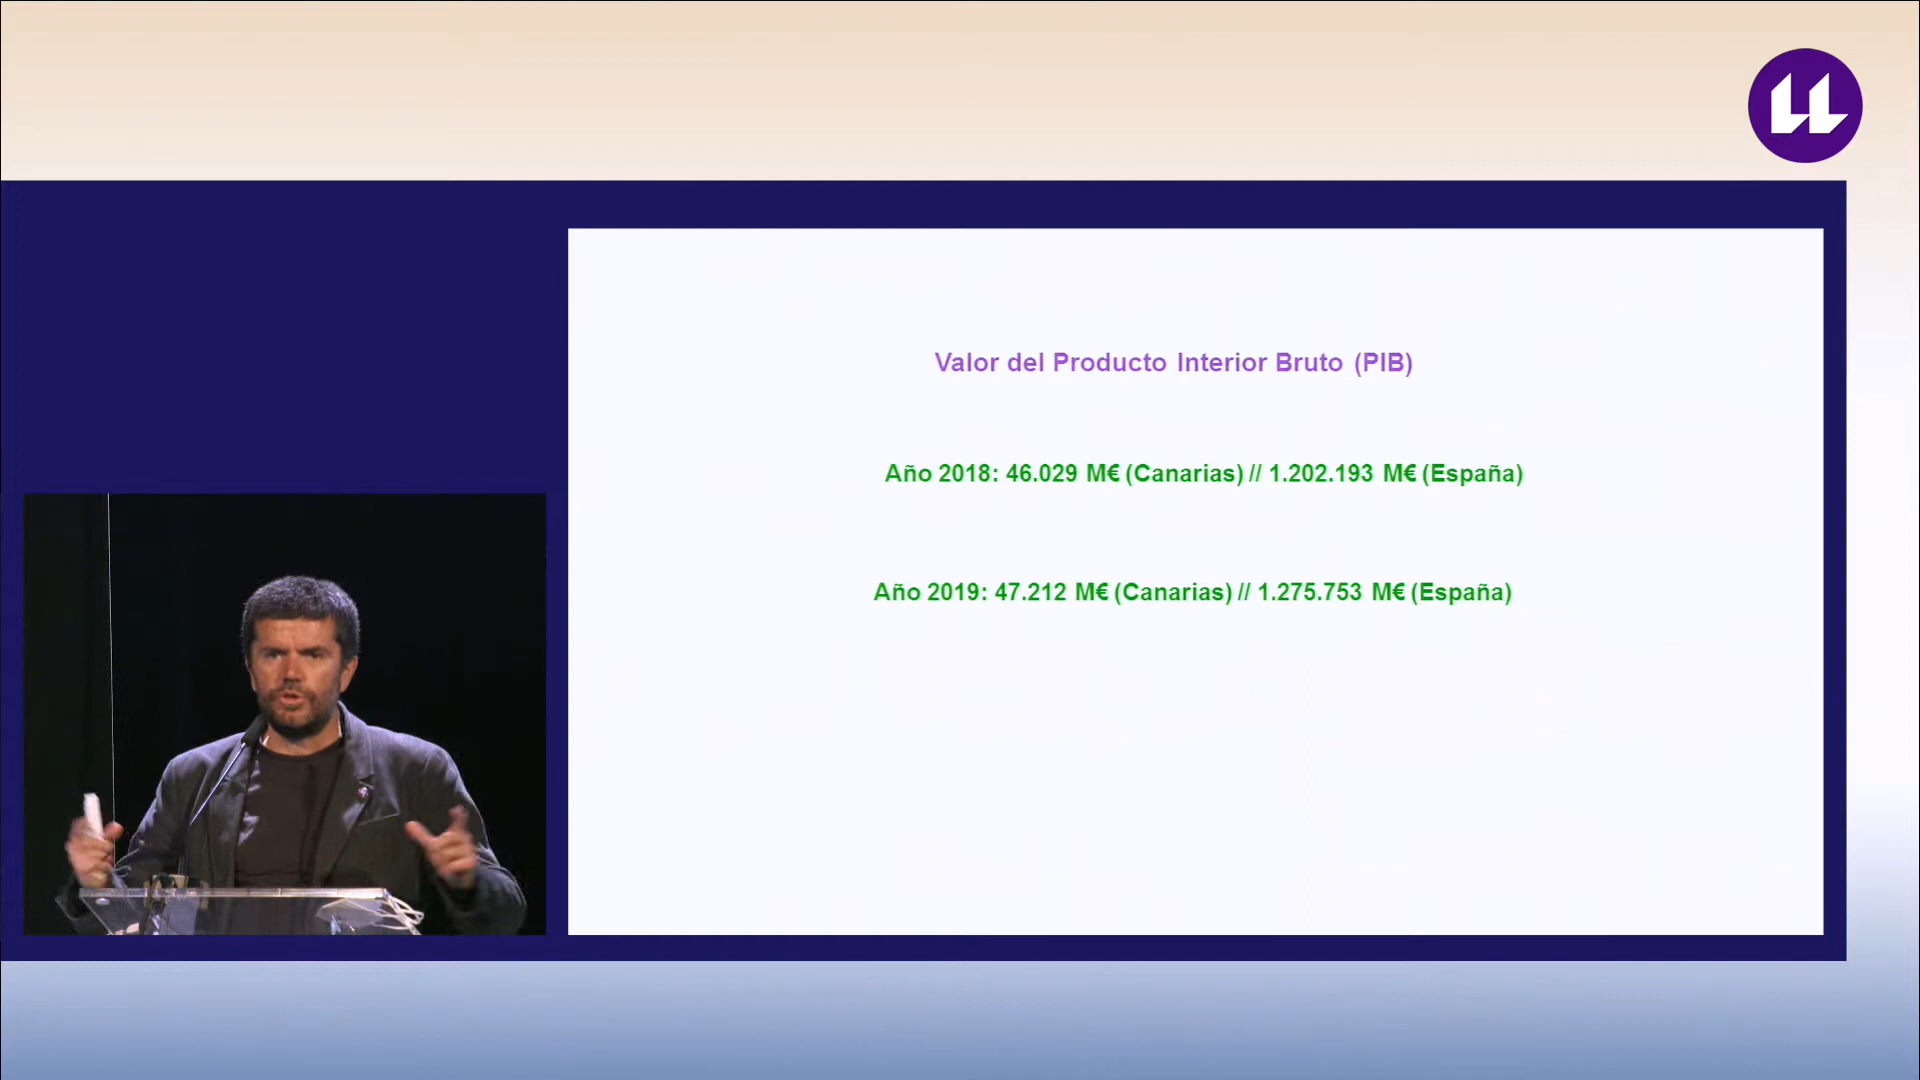 Valor del Producto Interior Bruto (PIB)
Año 2018: 46.029 M€ (Canarias) // 1.202.193 M€ (España)
Año 2019: 47.212 M€ (Canarias) // 1.275.753 M€ (España)